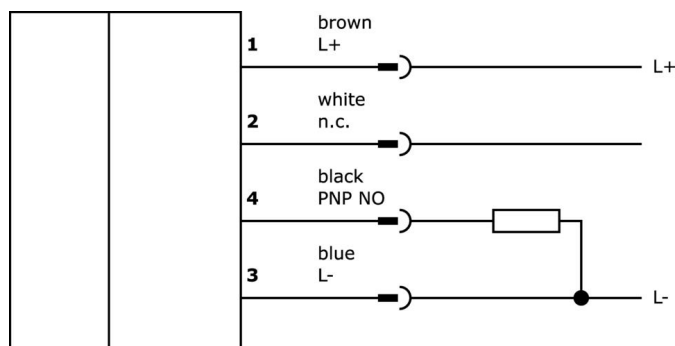 brown
1 L+
L+
white
2 n.c.
black
4 PNP NO
blue
3 L-
L-